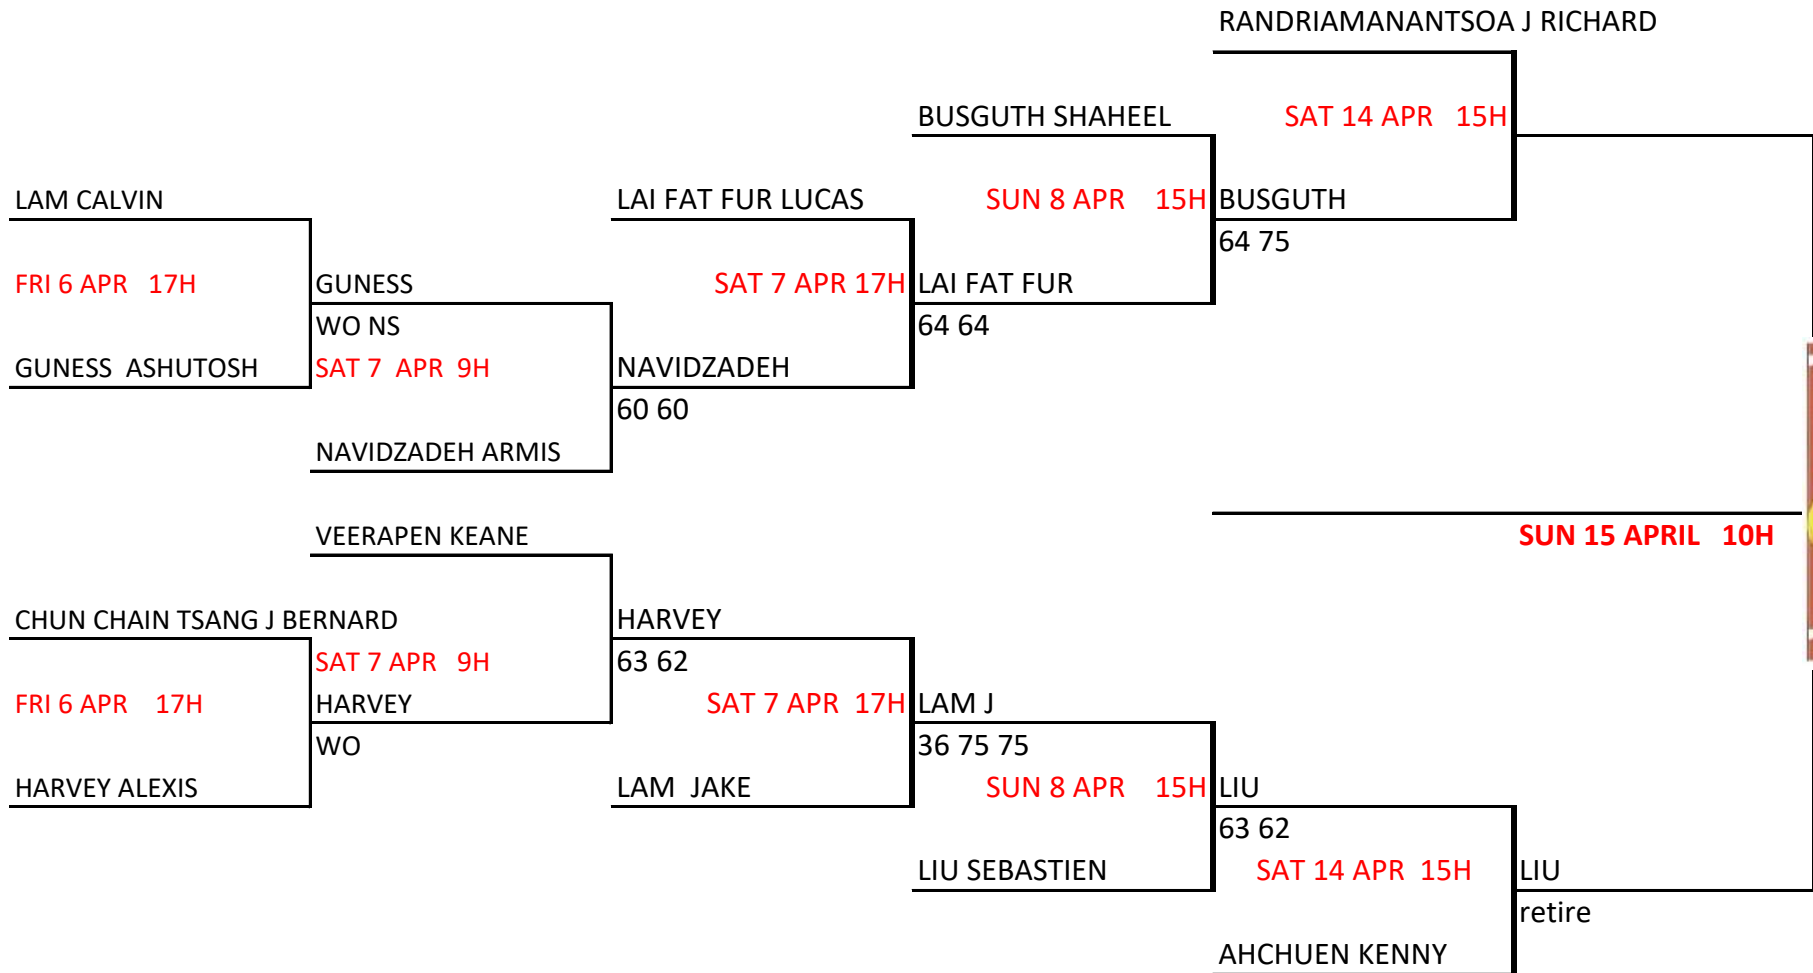 RANDRIAMANANTSOA J RICHARD
BUSGUTH SHAHEEL
SAT 14 APR 15H
LAM CALVIN
LAI FAT FUR LUCAS
SUN 8 APR 15H
BUSGUTH
64 75
FRI 6 APR 17H
GUNESS
SAT 7 APR 17H
LAI FAT FUR
WO NS
64 64
GUNESS ASHUTOSH
SAT 7 APR 9H
NAVIDZADEH
60 60
NAVIDZADEH ARMIS
VEERAPEN KEANE
SUN 15 APRIL 10H
CHUN CHAIN TSANG J BERNARD
HARVEY
SAT 7 APR 9H
63 62
FRI 6 APR 17H
HARVEY
SAT 7 APR 17H
LAM J
WO
36 75 75
HARVEY ALEXIS
LAM JAKE
SUN 8 APR 15H
LIU
63 62
LIU SEBASTIEN
SAT 14 APR 15H
LIU
retire
AHCHUEN KENNY